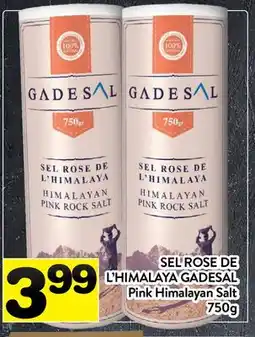 100%
100%
GADESAL
GADESAL
750gr
750gr
SEL ROSE DE
L'HIMALAYA
HIMALAYAN
PINK ROCK SALT
SEL ROSE DE
L'HIMALAYA
HIMALAYAN
PINK ROCK SALT
3.99
SEL ROSE DE
L'HIMALAYA GADESAL
Pink Himalayan Salt
750g